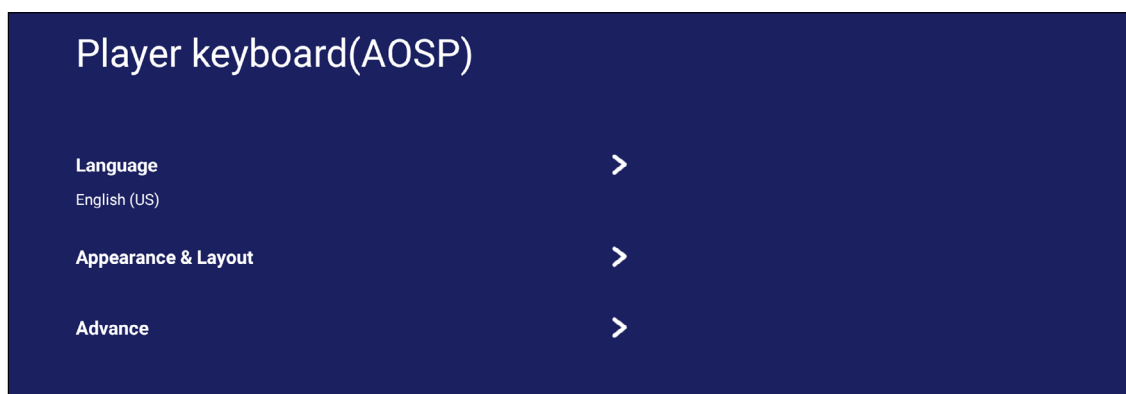 Player keyboard(AOSP)
Language
English (US)
Appearance & Layout
Advance